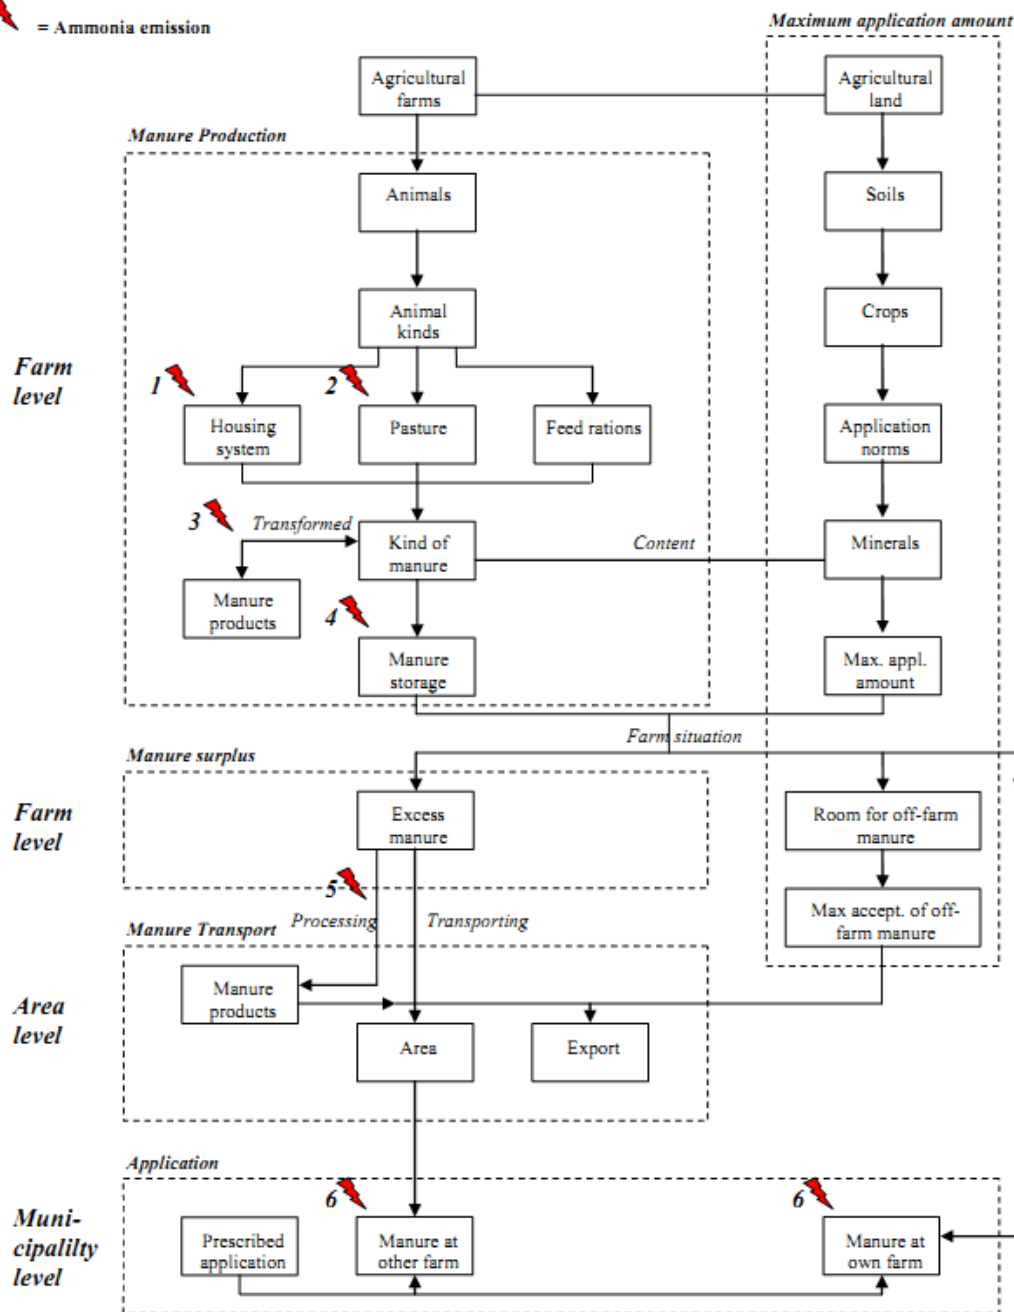 = Ammonia emission
Maximum application amount
Agricultural
farms
Agricultural
land
Manure Production
Animals
Soils
Animal
kinds
Crops
Farm
level
1
2
Housing
system
Pasture
Feed rations
Application
norms
3
Transformed
Kind of
manure
Content
Minerals
Manure
products
4
Manure
storage
Max. appl.
amount
Farm situation
Manure surplus
Farm
level
Excess
manure
Room for off-farm
manure
5
Processing
Transporting
Max accept. of off-
farm manure
Manure Transport
Area
level
Manure
products
Area
Export
Application
Muni-
cipalilty
level
6
6
Prescribed
application
Manure at
other farm
Manure at
own farm